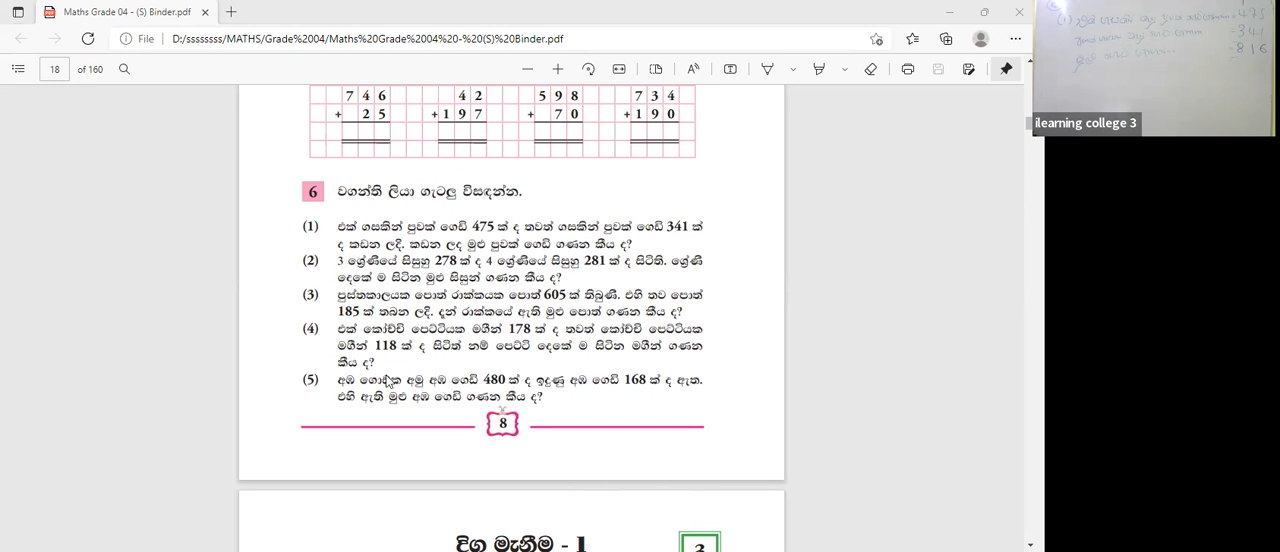 Maths Grade 04 - (S) Binder.pdf
File
D:/ssssssss/MATHS/Grade%2004/Maths%20Grade%2004%20-%20(S)%20Binder.pdf
18 of 160
7 4 6
+ 2 5
4 2
+ 1 9 7
5 9 8
+ 7 0
7 3 4
+ 1 9 0
6 වගන්ති ලියා ගැටලු විසඳන්න.
(1) එක් ගසකින් පුවක් ගෙඩි 475 ක් ද තවත් ගසකින් පුවක් ගෙඩි 341 ක්
ද කඩන ලදි. කඩන ලද මුළු පුවක් ගෙඩි ගණන කීය ද?
(2) 3 ශ්‍රේණියේ සිසුහු 278 ක් ද 4 ශ්‍රේණියේ සිසුහු 281 ක් ද සිටිති. ශ්‍රේණි
දෙකේ ම සිටින මුළු සිසුන් ගණන කීය ද?
(3) පුස්තකාලයක පොත් රාක්කයක පොත් 605 ක් තිබුණි. එහි තව පොත්
185 ක් තබන ලදි. දැන් රාක්කයේ ඇති මුළු පොත් ගණන කීය ද?
(4) එක් කෝච්චි පෙට්ටියක මගීන් 178 ක් ද තවත් කෝච්චි පෙට්ටියක
මගීන් 118 ක් ද සිටිත් නම් පෙට්ටි දෙකේ ම සිටින මගීන් ගණන
කීය ද?
(5) අඹ ගොඩක අමු අඹ ගෙඩි 480 ක් ද ඉදුණු අඹ ගෙඩි 168 ක් ද ඇත.
එහි ඇති මුළු අඹ ගෙඩි ගණන කීය ද?
8
දිග මැනීම - 1
3
(1)
= 475
= 341
= 816
ilearning college 3